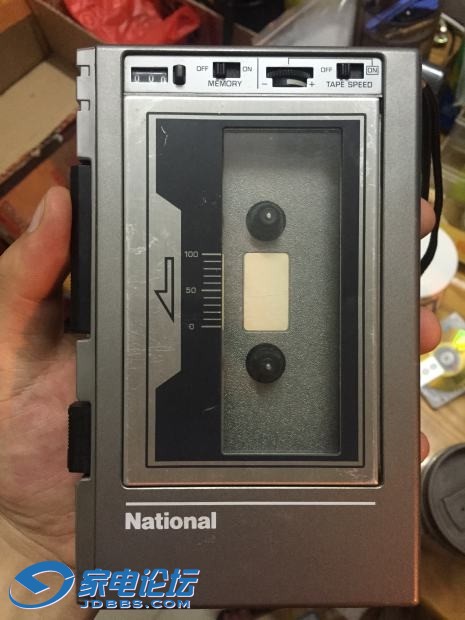 OFF ON
MEMORY
- +
OFF ON
TAPE SPEED
100
50
0
National
家电论坛
JDBBS.COM